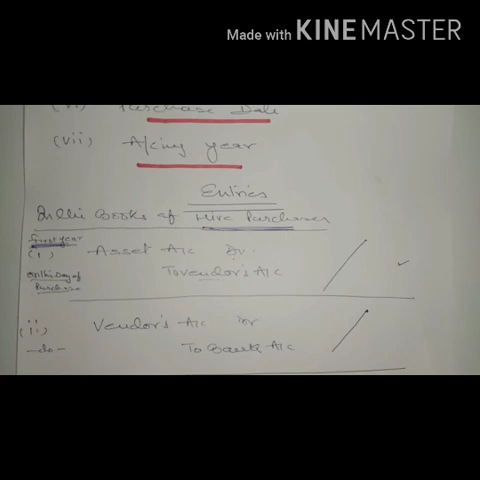 Made with KINEMASTER
(vi) Purchase Date
(vii) A/cing year
Entries
In the Books of Hire Purchaser
first year
(i) Asset A/c Dr.
on the Day of Purchase
To vendor's A/c
(ii) Vendor's A/c Dr
-do-
To Bank A/c